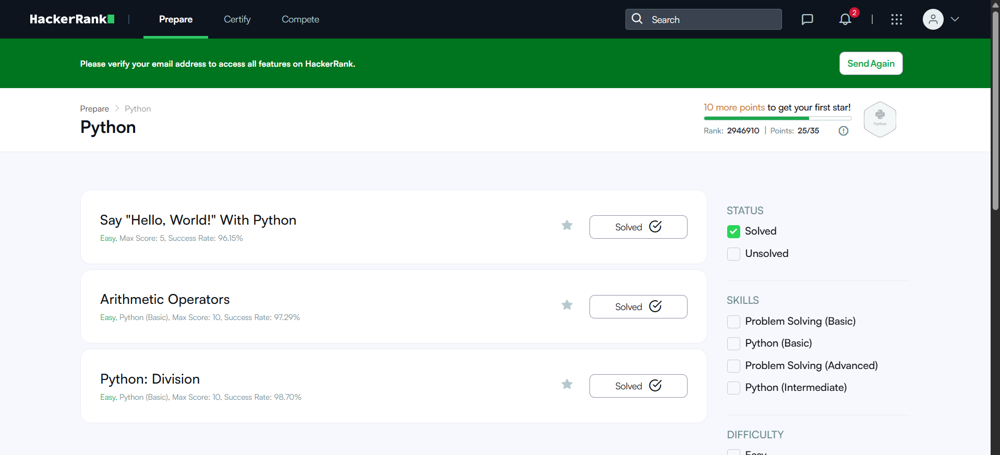 HackerRank
Prepare
Certify
Compete
Search
2
Please verify your email address to access all features on HackerRank.
Send Again
Prepare > Python
Python
10 more points to get your first star!
Rank: 2946910 | Points: 25/35
Python
Say "Hello, World!" With Python
Easy, Max Score: 5, Success Rate: 96.15%
Solved
Arithmetic Operators
Easy, Python (Basic), Max Score: 10, Success Rate: 97.29%
Solved
Python: Division
Easy, Python (Basic), Max Score: 10, Success Rate: 98.70%
Solved
STATUS
Solved
Unsolved
SKILLS
Problem Solving (Basic)
Python (Basic)
Problem Solving (Advanced)
Python (Intermediate)
DIFFICULTY
Easy